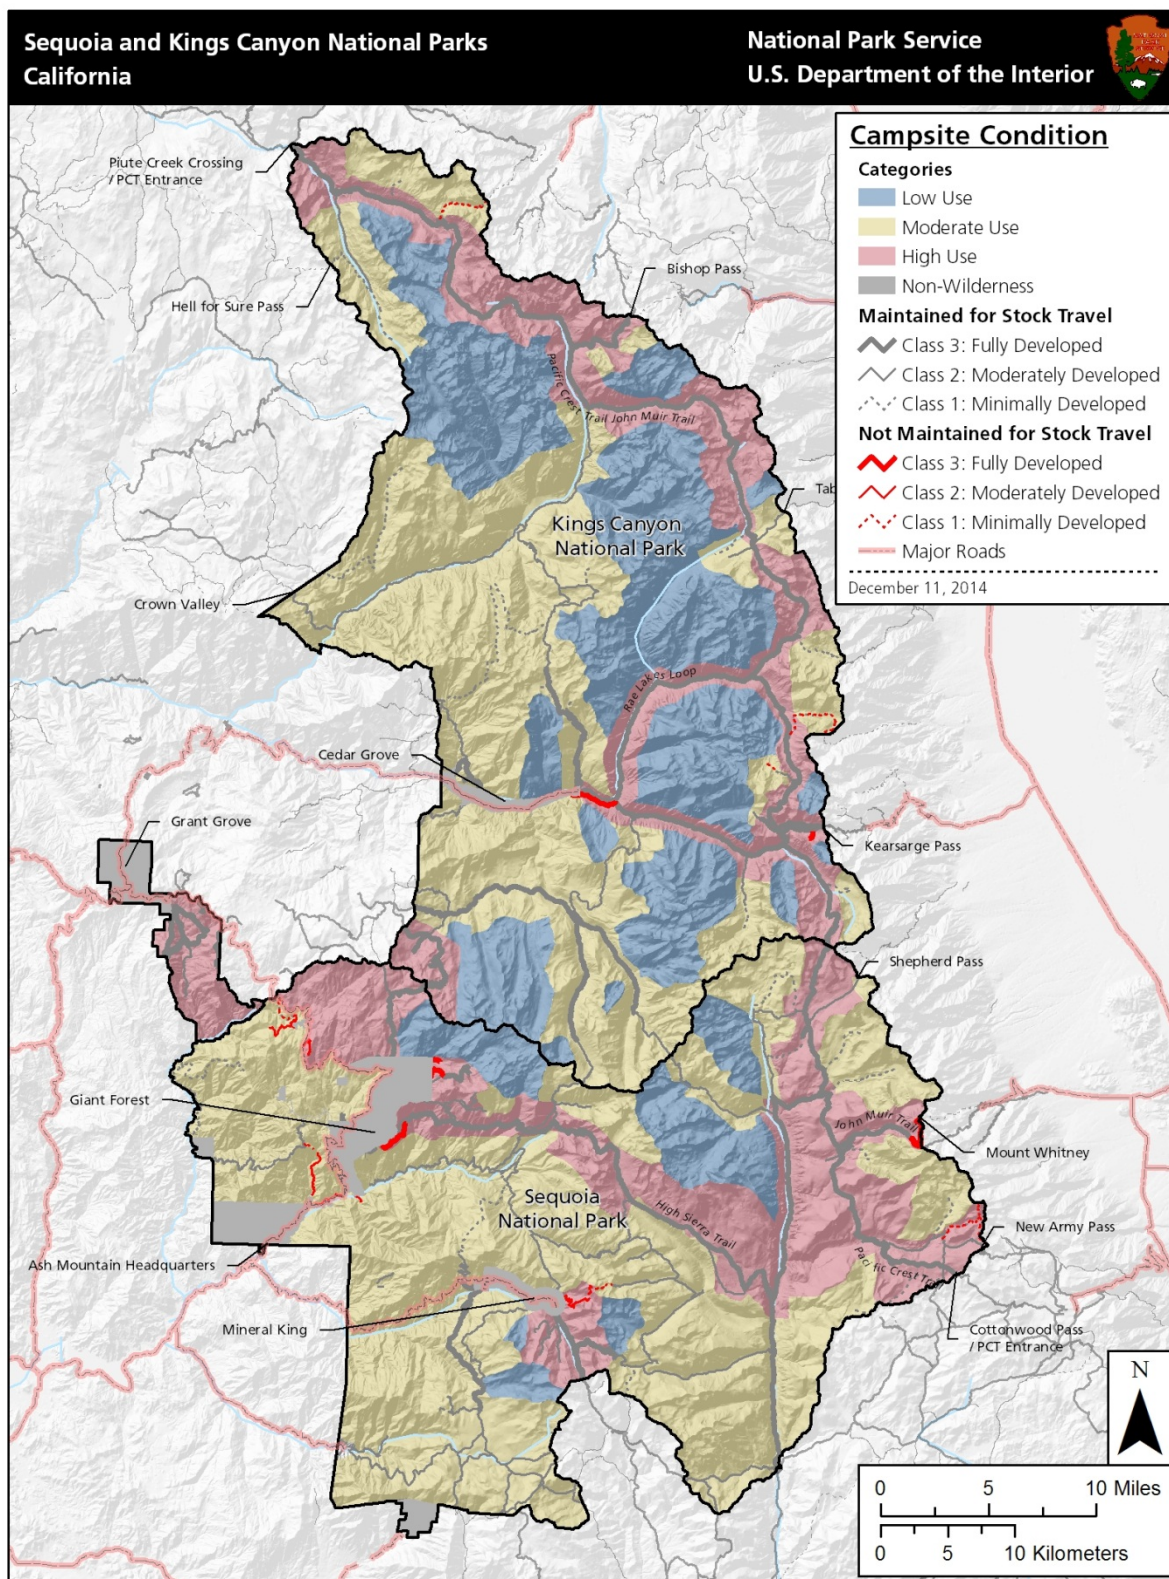 Sequoia and Kings Canyon National Parks
California
National Park Service
U.S. Department of the Interior
Campsite Condition
Categories
Low Use
Moderate Use
High Use
Non-Wilderness
Maintained for Stock Travel
Class 3: Fully Developed
Class 2: Moderately Developed
Class 1: Minimally Developed
Not Maintained for Stock Travel
Class 3: Fully Developed
Class 2: Moderately Developed
Class 1: Minimally Developed
Major Roads
December 11, 2014
Piute Creek Crossing
/ PCT Entrance
Bishop Pass
Hell for Sure Pass
Pacific Crest Trail
John Muir Trail
Tab
Kings Canyon
National Park
Crown Valley
Rae Lakes Loop
Cedar Grove
Grant Grove
Kearsarge Pass
Shepherd Pass
Giant Forest
John Muir Trail
Mount Whitney
Sequoia
National Park
High Sierra Trail
New Army Pass
Ash Mountain Headquarters
Pacific Crest Trail
Mineral King
Cottonwood Pass
/ PCT Entrance
N
0 5 10 Miles
0 5 10 Kilometers